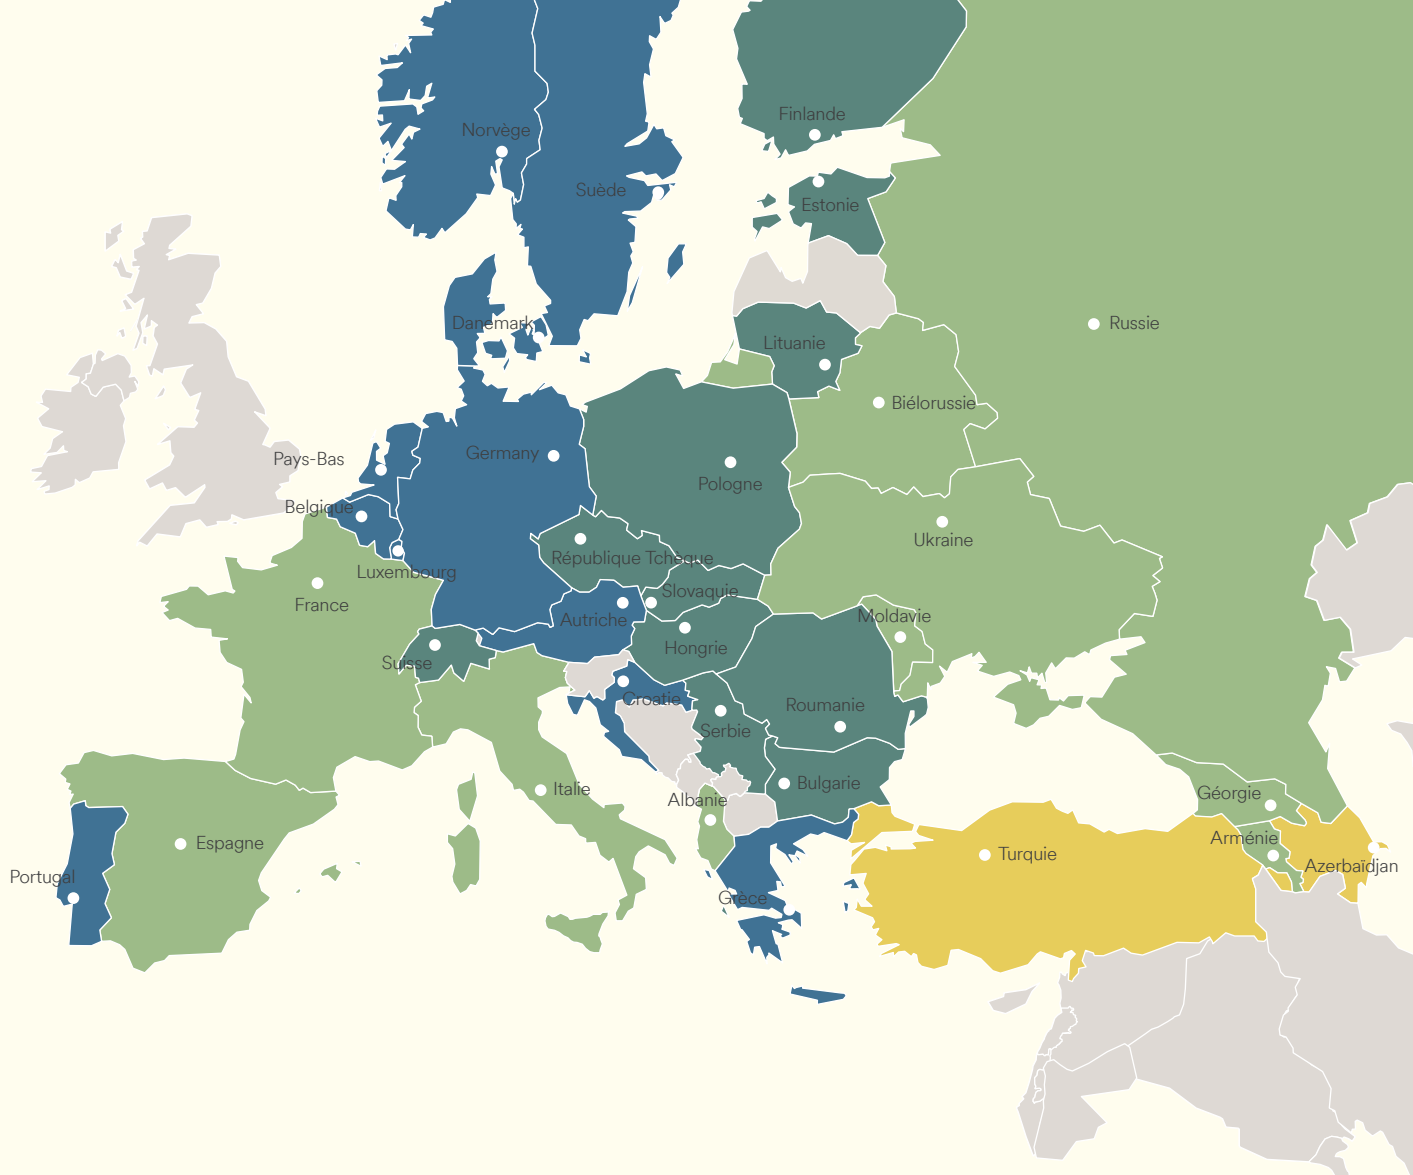 Finlande
Norvège
Suède
Estonie
Danemark
Russie
Lituanie
Biélorussie
Germany
Pays-Bas
Pologne
Belgique
Ukraine
République Tchèque
Luxembourg
Slovaquie
France
Moldavie
Autriche
Hongrie
Suisse
Croatie
Roumanie
Serbie
Bulgarie
Italie
Géorgie
Albanie
Arménie
Espagne
Turquie
Azerbaïdjan
Portugal
Grèce